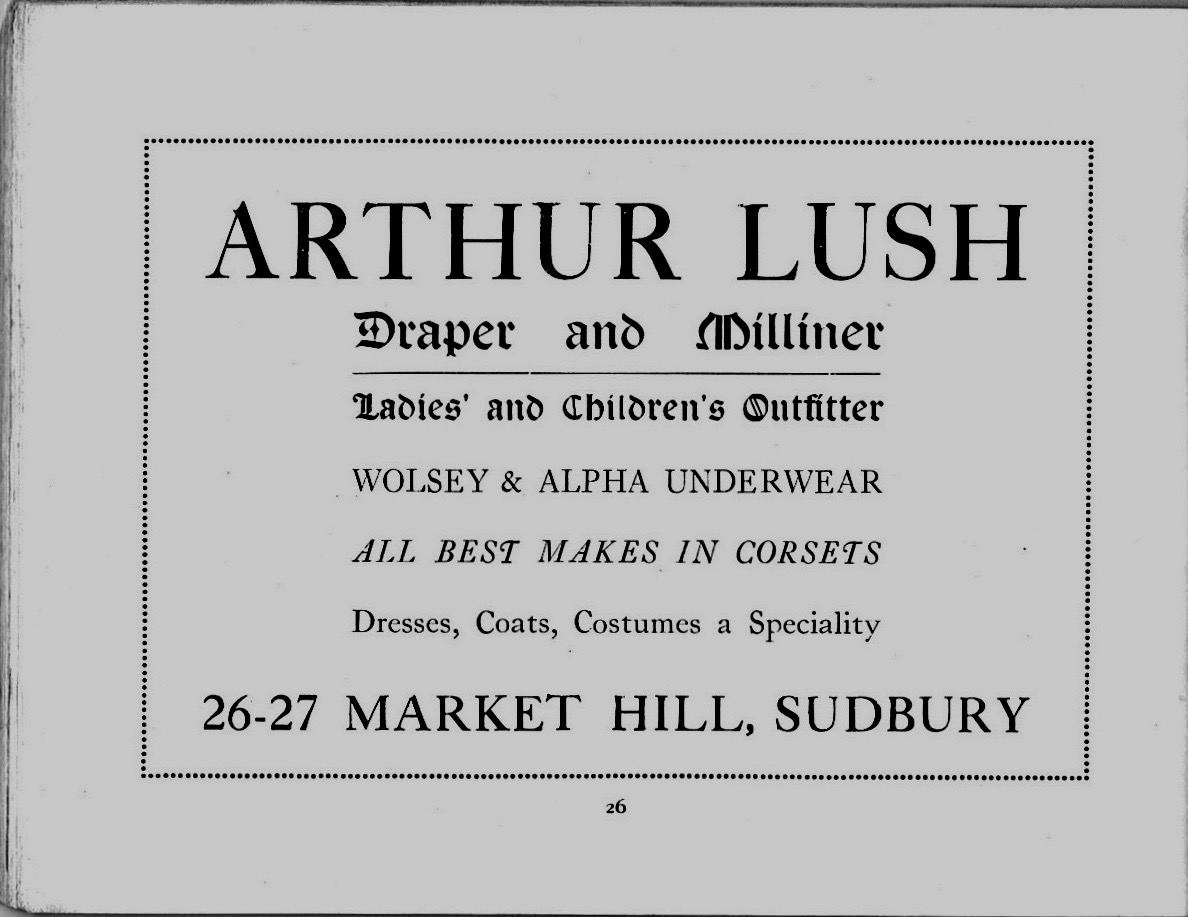 ARTHUR LUSH
Draper and Milliner
Ladies' and Children's Outfitter
WOLSEY & ALPHA UNDERWEAR
ALL BEST MAKES IN CORSETS
Dresses, Coats, Costumes a Speciality
26-27 MARKET HILL, SUDBURY
26